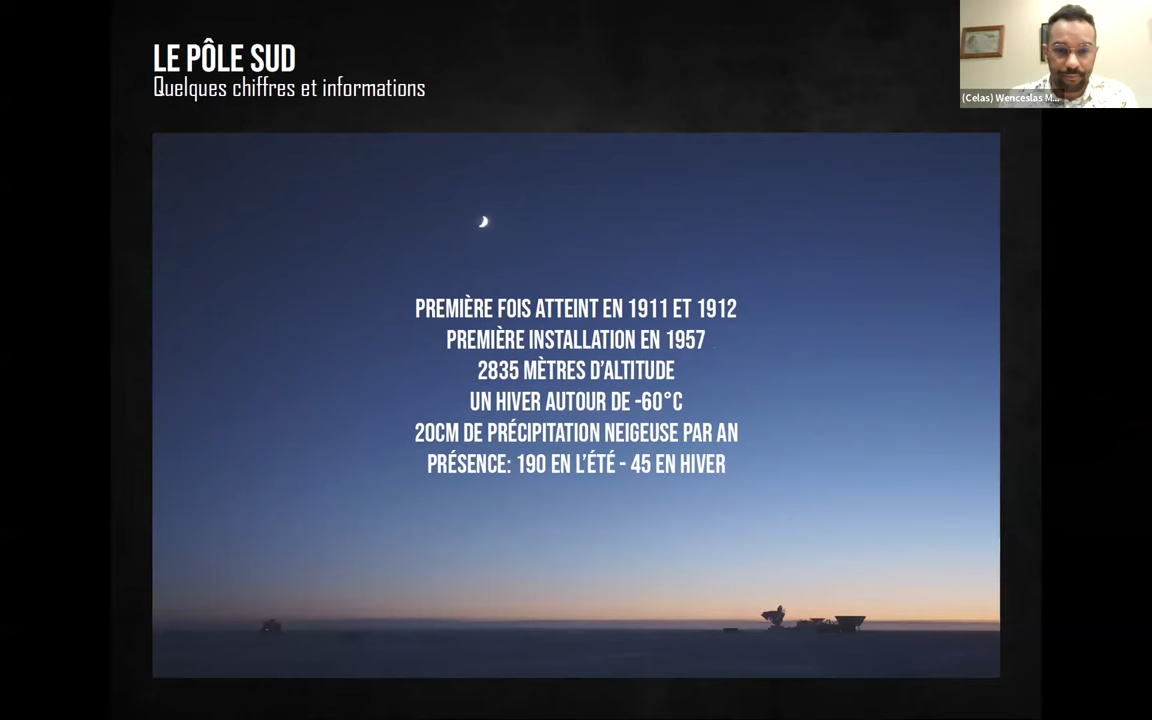 LE PÔLE SUD
Quelques chiffres et informations
(Celas) Wenceslas M...
PREMIÈRE FOIS ATTEINT EN 1911 ET 1912
PREMIÈRE INSTALLATION EN 1957
2835 MÈTRES D'ALTITUDE
UN HIVER AUTOUR DE -60°C
20CM DE PRÉCIPITATION NEIGEUSE PAR AN
PRÉSENCE: 190 EN L'ÉTÉ - 45 EN HIVER